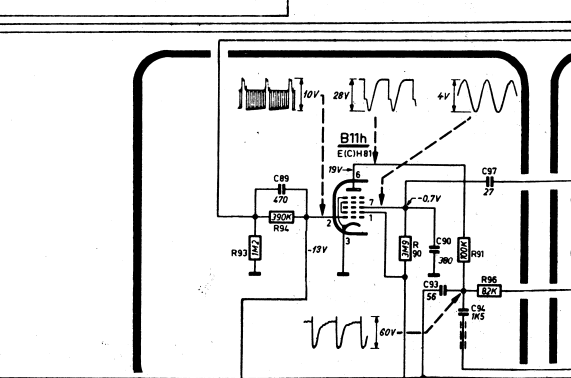 10V
28V
4V
B11h
E(C)H81
19V
6
C89
470
390K
R94
2
7
1
3
-0,7V
C97
27
R93
1M2
-13V
3M9
R
90
C90
380
100K
R91
C93
56
R96
82K
C94
1K5
60V